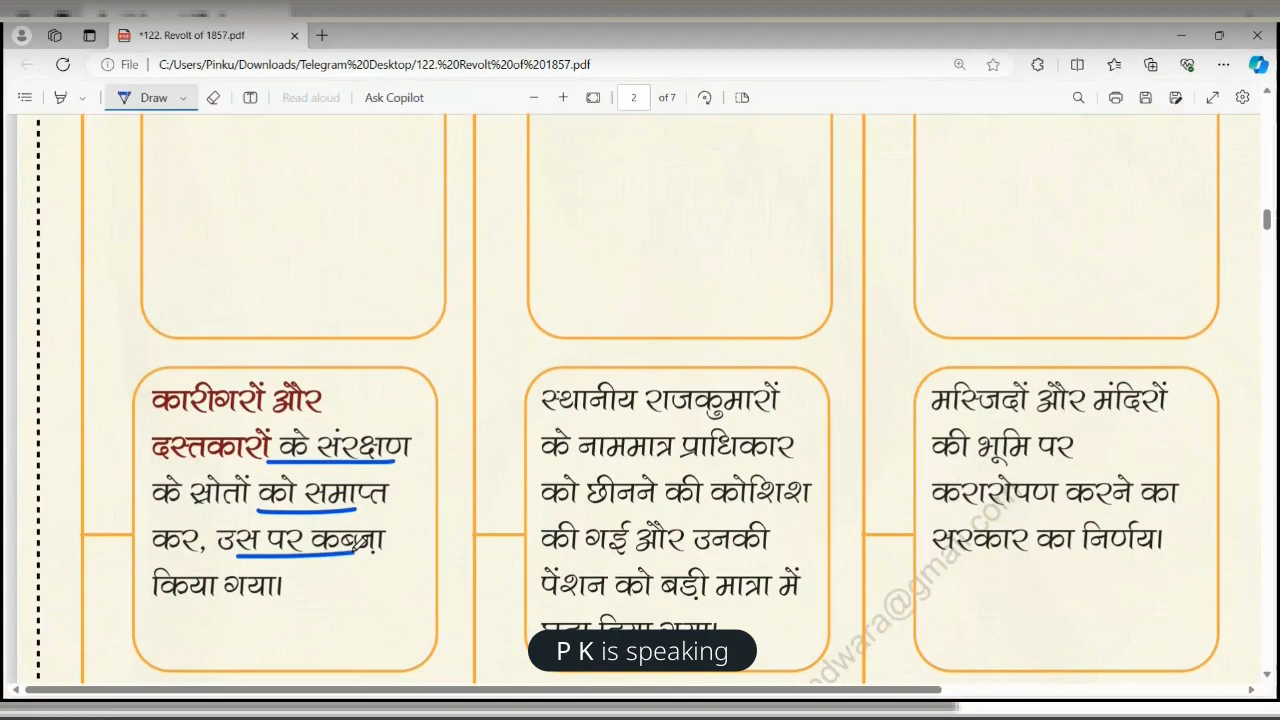 *122. Revolt of 1857.pdf
File
C:/Users/Pinku/Downloads/Telegram%20Desktop/122.%20Revolt%20of%201857.pdf
Draw
Read aloud
Ask Copilot
2
of 7
कारीगरों और
दस्तकारों के संरक्षण
के स्रोतों को समाप्त
कर, उस पर कब्ज़ा
किया गया।
स्थानीय राजकुमारों
के नाममात्र प्राधिकार
को छीनने की कोशिश
की गई और उनकी
पेंशन को बड़ी मात्रा में
मस्जिदों और मंदिरों
की भूमि पर
करारोपण करने का
सरकार का निर्णय।
P K is speaking